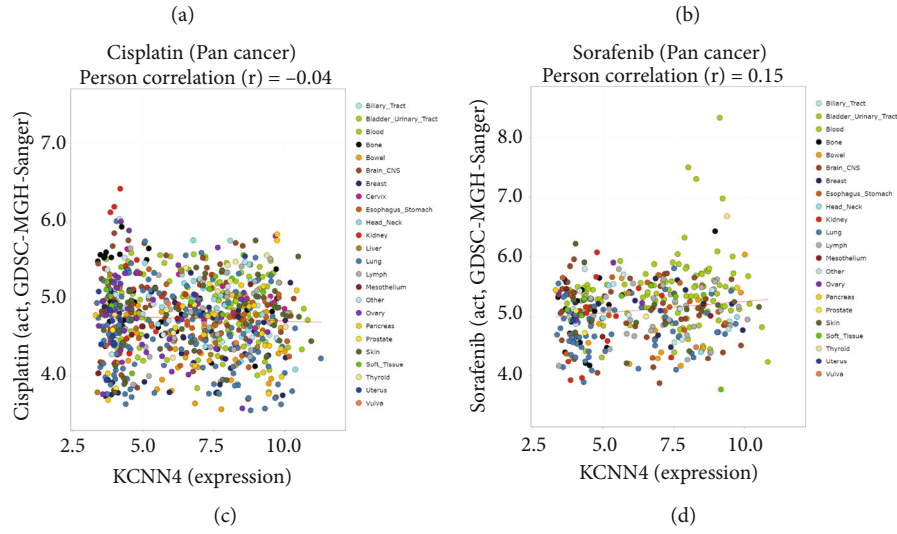 (a)
(b)
Cisplatin (Pan cancer)
Person correlation (r) = –0.04
Cisplatin (act, GDSC-MGH-Sanger)
7.0
6.0
5.0
4.0
2.5
5.0
7.5
10.0
KCNN4 (expression)
Biliary_Tract
Bladder_Urinary_Tract
Blood
Bone
Bowel
Brain_CNS
Breast
Cervix
Esophagus_Stomach
Head_Neck
Kidney
Liver
Lung
Lymph
Mesothelium
Other
Ovary
Pancreas
Prostate
Skin
Soft_Tissue
Thyroid
Uterus
Vulva
(c)
Sorafenib (Pan cancer)
Person correlation (r) = 0.15
Sorafenib (act, GDSC-MGH-Sanger)
8.0
7.0
6.0
5.0
4.0
2.5
5.0
7.5
10.0
KCNN4 (expression)
Biliary_Tract
Bladder_Urinary_Tract
Blood
Bone
Bowel
Brain_CNS
Breast
Esophagus_Stomach
Head_Neck
Kidney
Lung
Lymph
Mesothelium
Other
Ovary
Pancreas
Prostate
Skin
Soft_Tissue
Thyroid
Uterus
Vulva
(d)